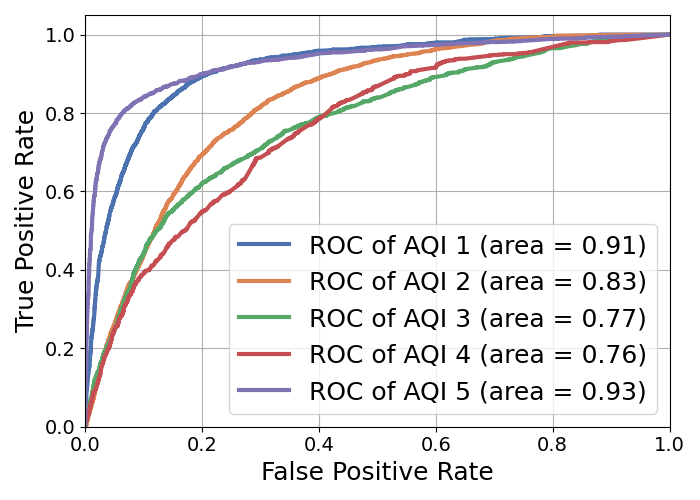 1.0
0.8
0.6
0.4
0.2
0.0
True Positive Rate
ROC of AQI 1 (area = 0.91)
ROC of AQI 2 (area = 0.83)
ROC of AQI 3 (area = 0.77)
ROC of AQI 4 (area = 0.76)
ROC of AQI 5 (area = 0.93)
0.0 0.2 0.4 0.6 0.8 1.0
False Positive Rate